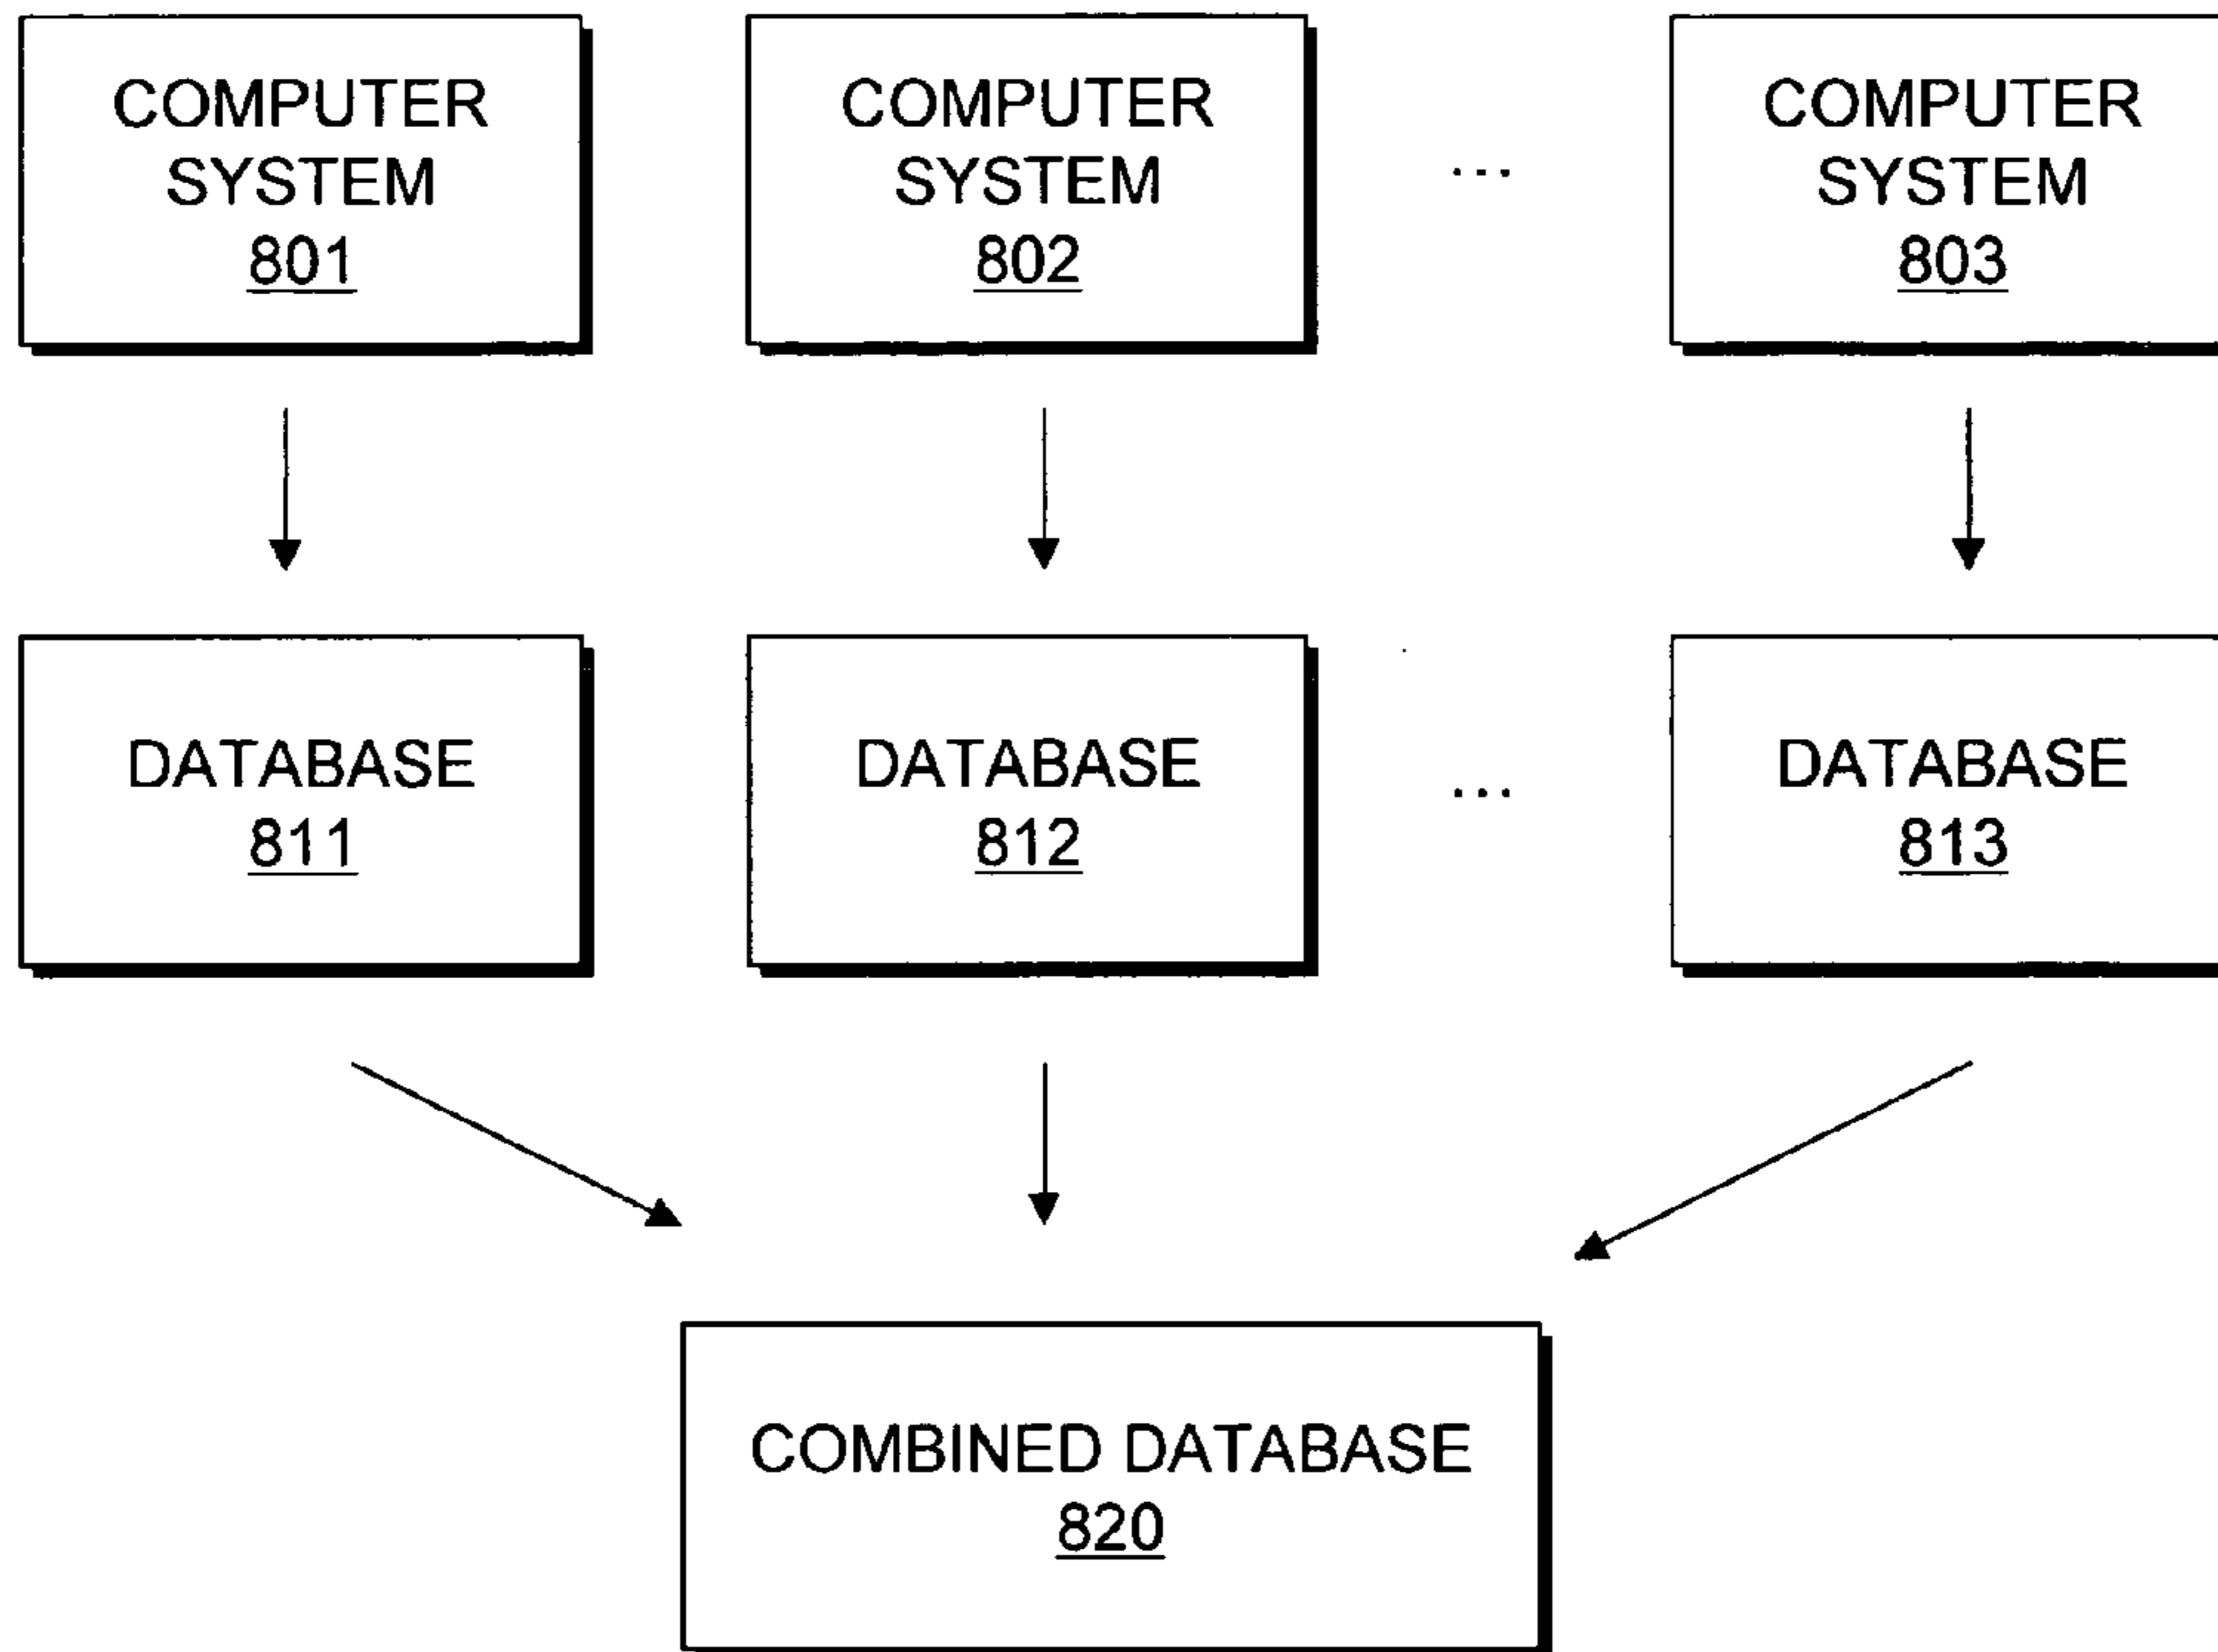 COMPUTER
SYSTEM
801
COMPUTER
SYSTEM
802
...
COMPUTER
SYSTEM
803
DATABASE
811
DATABASE
812
...
DATABASE
813
COMBINED DATABASE
820